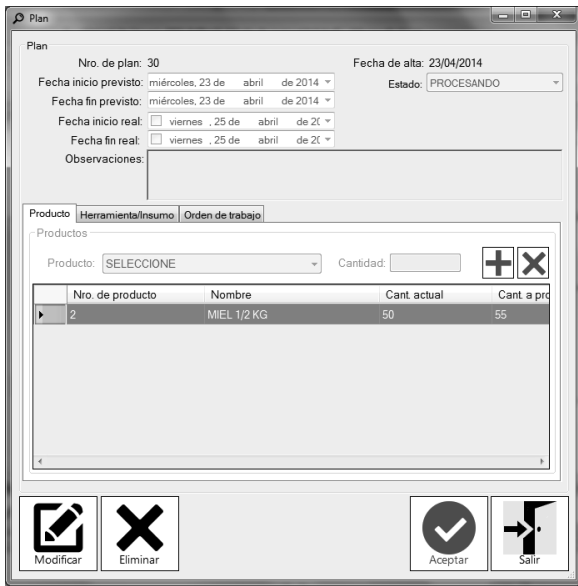 Plan
Plan
Nro. de plan: 30 Fecha de alta: 23/04/2014
Fecha inicio previsto: miércoles, 23 de abril de 2014 Estado: PROCESANDO
Fecha fin previsto: miércoles, 23 de abril de 2014
Fecha inicio real: viernes , 25 de abril de 20
Fecha fin real: viernes , 25 de abril de 20
Observaciones:
Producto Herramienta/Insumo Orden de trabajo
Productos
Producto: SELECCIONE Cantidad:
Nro. de producto Nombre Cant. actual Cant. a pro
2 MIEL 1/2 KG 50 55
Modificar Eliminar Aceptar Salir